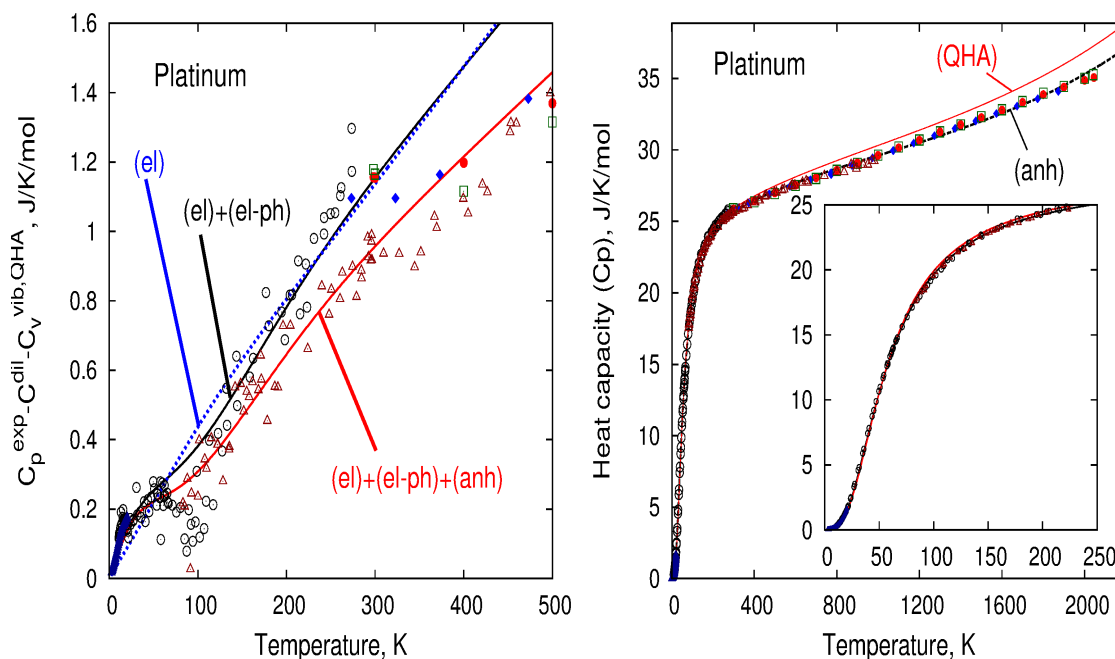 1.6
1.4
1.2
1
0.8
0.6
0.4
0.2
0
0 100 200 300 400 500
Platinum
(el)
(el)+(el-ph)
(el)+(el-ph)+(anh)
Cp^exp-C^dil-Cv^vib,QHA, J/K/mol
Temperature, K
35
30
25
20
15
10
5
0
0 400 800 1200 1600 2000
Platinum
(QHA)
(anh)
Heat capacity (Cp), J/K/mol
Temperature, K
25
20
15
10
5
0
0 50 100 150 200 250